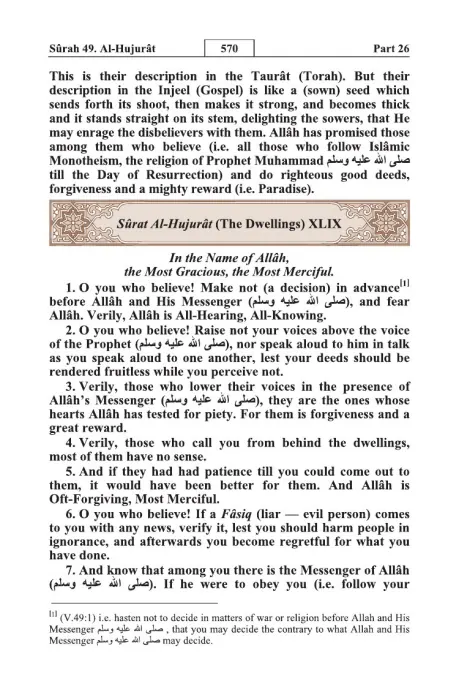 Sûrah 49. Al-Hujurât 570 Part 26
This is their description in the Taurât (Torah). But their
description in the Injeel (Gospel) is like a (sown) seed which
sends forth its shoot, then makes it strong, and becomes thick
and it stands straight on its stem, delighting the sowers, that He
may enrage the disbelievers with them. Allâh has promised those
among them who believe (i.e. all those who follow Islâmic
Monotheism, the religion of Prophet Muhammad صلى الله عليه وسلم
till the Day of Resurrection) and do righteous good deeds,
forgiveness and a mighty reward (i.e. Paradise).
Sûrat Al-Hujurât (The Dwellings) XLIX
In the Name of Allâh,
the Most Gracious, the Most Merciful.
1. O you who believe! Make not (a decision) in advance[1]
before Allâh and His Messenger (صلى الله عليه وسلم), and fear
Allâh. Verily, Allâh is All-Hearing, All-Knowing.
2. O you who believe! Raise not your voices above the voice
of the Prophet (صلى الله عليه وسلم), nor speak aloud to him in talk
as you speak aloud to one another, lest your deeds should be
rendered fruitless while you perceive not.
3. Verily, those who lower their voices in the presence of
Allâh's Messenger (صلى الله عليه وسلم), they are the ones whose
hearts Allâh has tested for piety. For them is forgiveness and a
great reward.
4. Verily, those who call you from behind the dwellings,
most of them have no sense.
5. And if they had had patience till you could come out to
them, it would have been better for them. And Allâh is
Oft-Forgiving, Most Merciful.
6. O you who believe! If a Fâsiq (liar — evil person) comes
to you with any news, verify it, lest you should harm people in
ignorance, and afterwards you become regretful for what you
have done.
7. And know that among you there is the Messenger of Allâh
(صلى الله عليه وسلم). If he were to obey you (i.e. follow your
[1] (V.49:1) i.e. hasten not to decide in matters of war or religion before Allah and His
Messenger صلى الله عليه وسلم , that you may decide the contrary to what Allah and His
Messenger صلى الله عليه وسلم may decide.